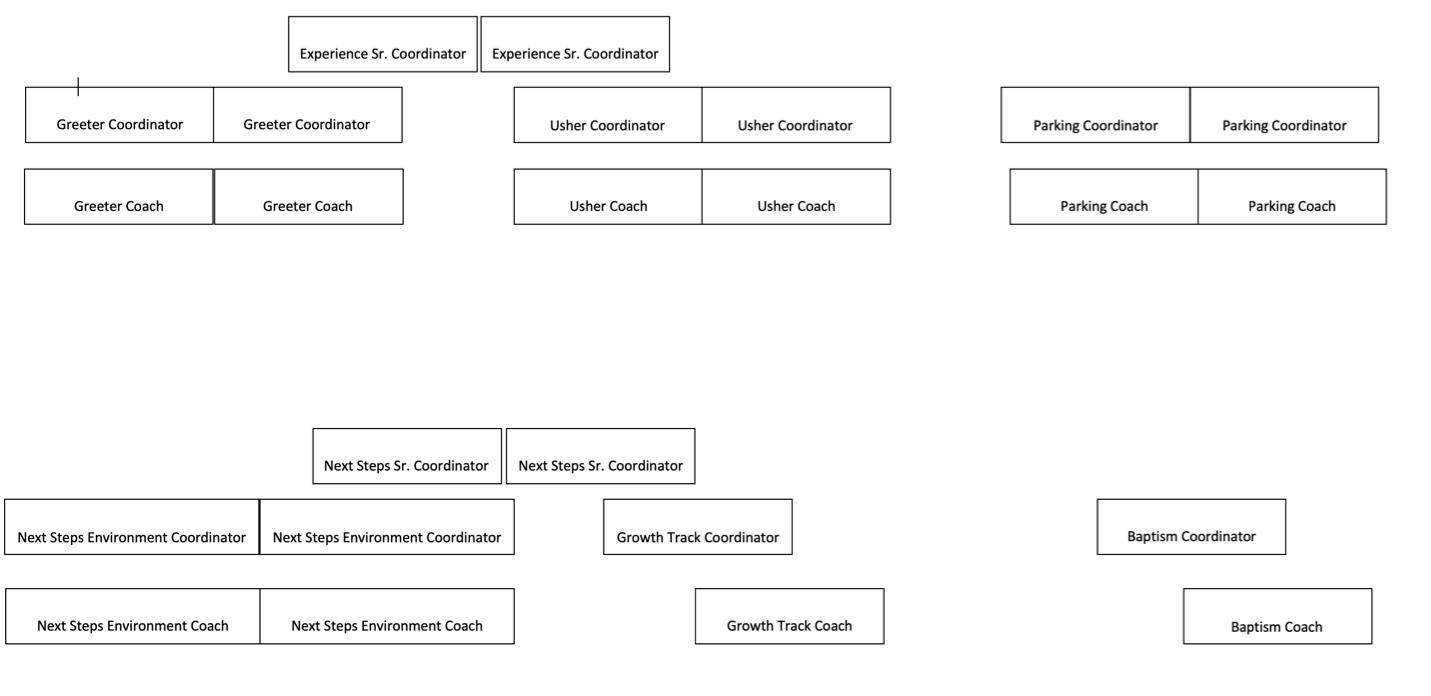 Experience Sr. Coordinator Experience Sr. Coordinator
Greeter Coordinator Greeter Coordinator Usher Coordinator Usher Coordinator Parking Coordinator Parking Coordinator
Greeter Coach Greeter Coach Usher Coach Usher Coach Parking Coach Parking Coach
Next Steps Sr. Coordinator Next Steps Sr. Coordinator
Next Steps Environment Coordinator Next Steps Environment Coordinator Growth Track Coordinator Baptism Coordinator
Next Steps Environment Coach Next Steps Environment Coach Growth Track Coach Baptism Coach